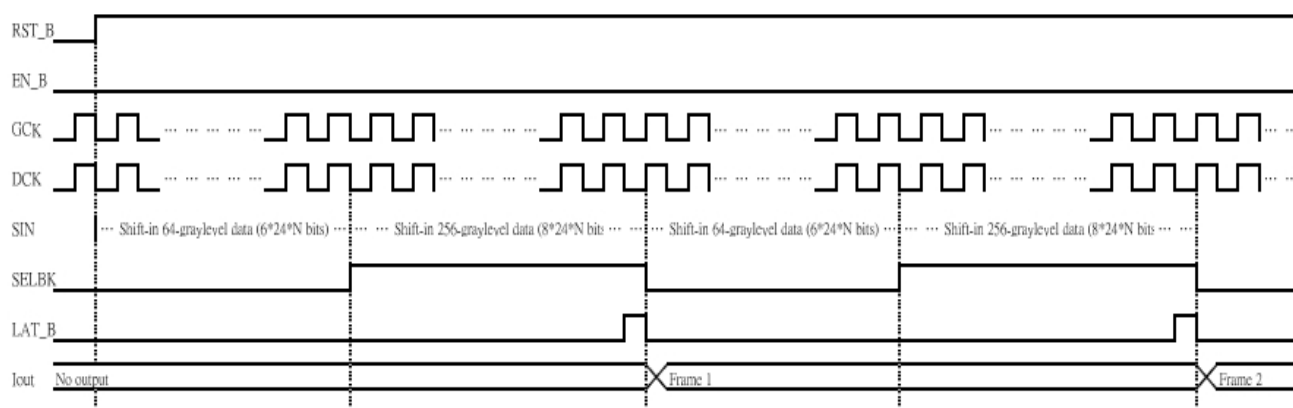 RST_B
EN_B
GCK ··· ··· ··· ··· ··· ··· ··· ··· ··· ··· ··· ··· ··· ··· ··· ··· ··· ··· ··· ··· ··· ···
DCK ··· ··· ··· ··· ··· ··· ··· ··· ··· ··· ··· ··· ··· ··· ··· ··· ··· ··· ··· ··· ··· ···
SIN ··· Shift-in 64-graylevel data (6*24*N bits) ··· ··· ··· Shift-in 256-graylevel data (8*24*N bits ··· ··· ··· Shift-in 64-graylevel data (6*24*N bits) ··· ··· ··· Shift-in 256-graylevel data (8*24*N bits ··· ···
SELBK
LAT_B
Iout No output Frame 1 Frame 2